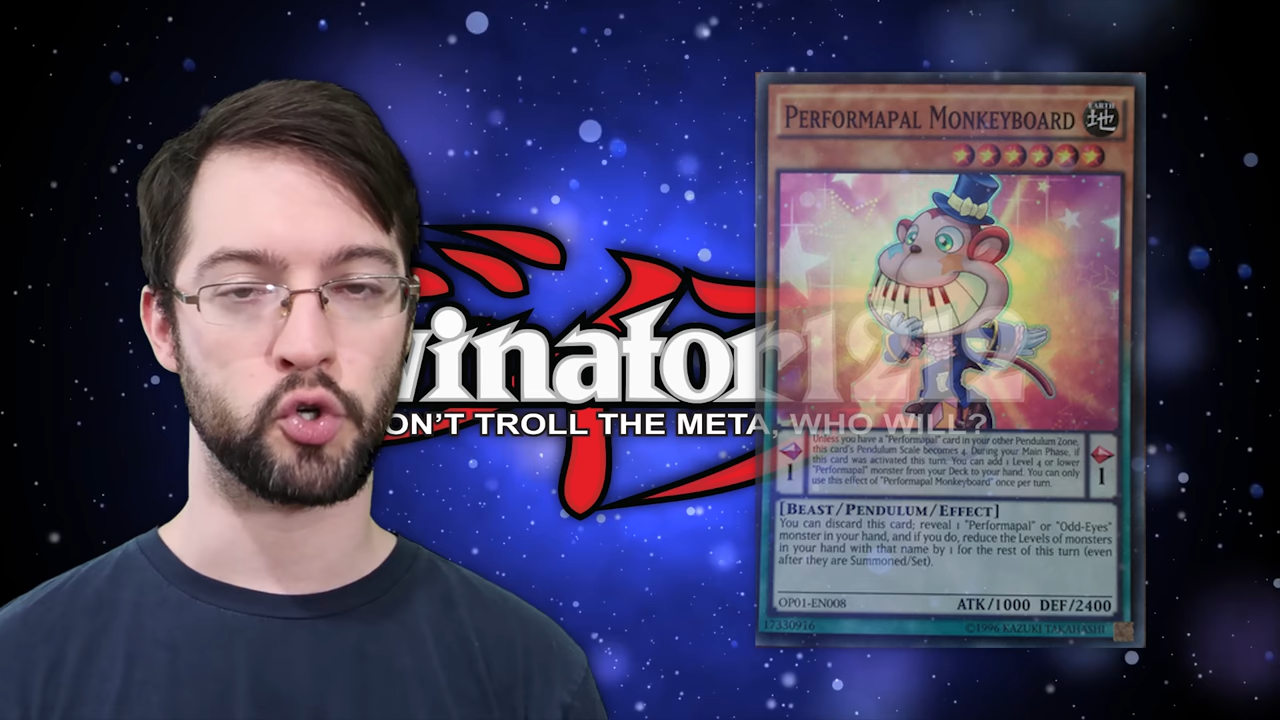 vinator1212
ON'T TROLL THE META, WHO WILL?
PERFORMAPAL MONKEYBOARD
EARTH
地
Unless you have a "Performapal" card in your other Pendulum Zone,
this card's Pendulum Scale becomes 4. During your Main Phase, if
this card was activated this turn: You can add 1 Level 4 or lower
"Performapal" monster from your Deck to your hand. You can only
use this effect of "Performapal Monkeyboard" once per turn.
1
1
[BEAST/PENDULUM/EFFECT]
You can discard this card; reveal 1 "Performapal" or "Odd-Eyes"
monster in your hand, and if you do, reduce the Levels of monsters
in your hand with that name by 1 for the rest of this turn (even
after they are Summoned/Set).
OP01-EN008
ATK/1000 DEF/2400
17330916
©1996 KAZUKI TAKAHASHI